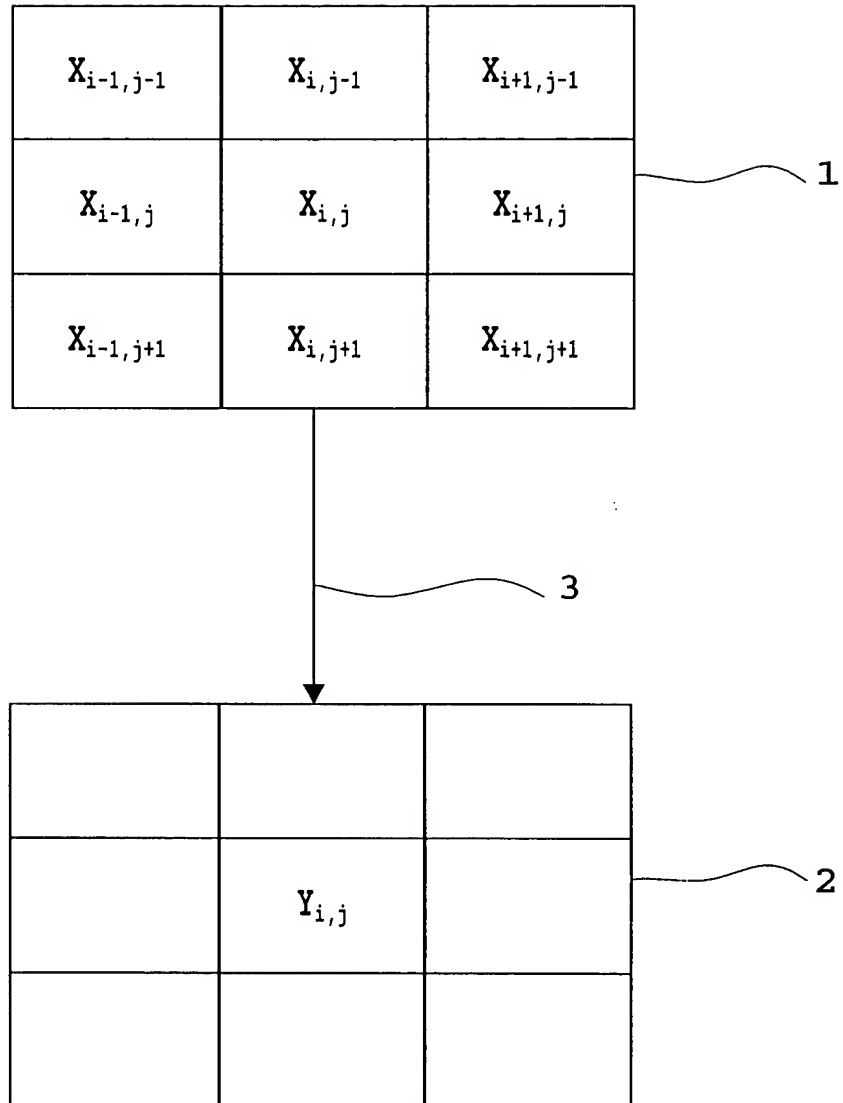 X_{i-1,j-1} X_{i,j-1} X_{i+1,j-1}
X_{i-1,j} X_{i,j} X_{i+1,j}
1
X_{i-1,j+1} X_{i,j+1} X_{i+1,j+1}
3
Y_{i,j}
2